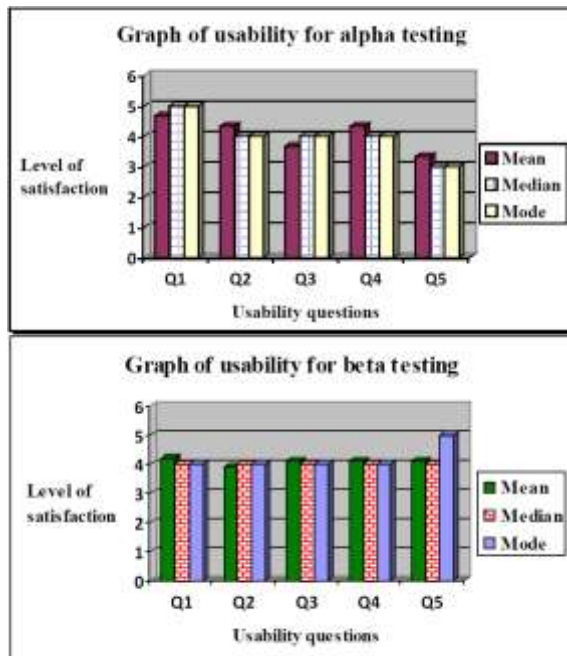 Graph of usability for alpha testing
6
5
4
3
2
1
0
Level of
satisfaction
Q1 Q2 Q3 Q4 Q5
Usability questions
Mean
Median
Mode
Graph of usability for beta testing
6
5
4
3
2
1
0
Level of
satisfaction
Q1 Q2 Q3 Q4 Q5
Usability questions
Mean
Median
Mode